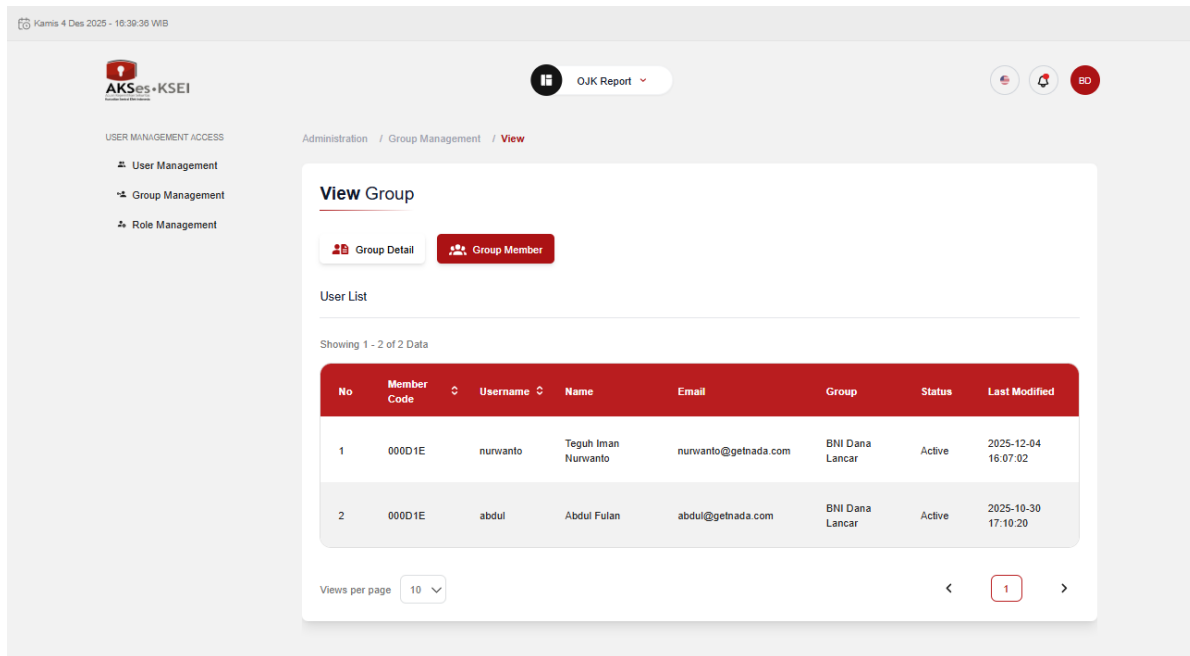 Kamis 4 Des 2025 - 16:39:36 WIB
AKSes•KSEI
OJK Report
BD
USER MANAGEMENT ACCESS
User Management
Group Management
Role Management
Administration / Group Management / View
View Group
Group Detail
Group Member
User List
Showing 1 - 2 of 2 Data
No Member Code Username Name Email Group Status Last Modified
1 000D1E nurwanto Teguh Iman Nurwanto nurwanto@getnada.com BNI Dana Lancar Active 2025-12-04 16:07:02
2 000D1E abdul Abdul Fulan abdul@getnada.com BNI Dana Lancar Active 2025-10-30 17:10:20
Views per page 10
1